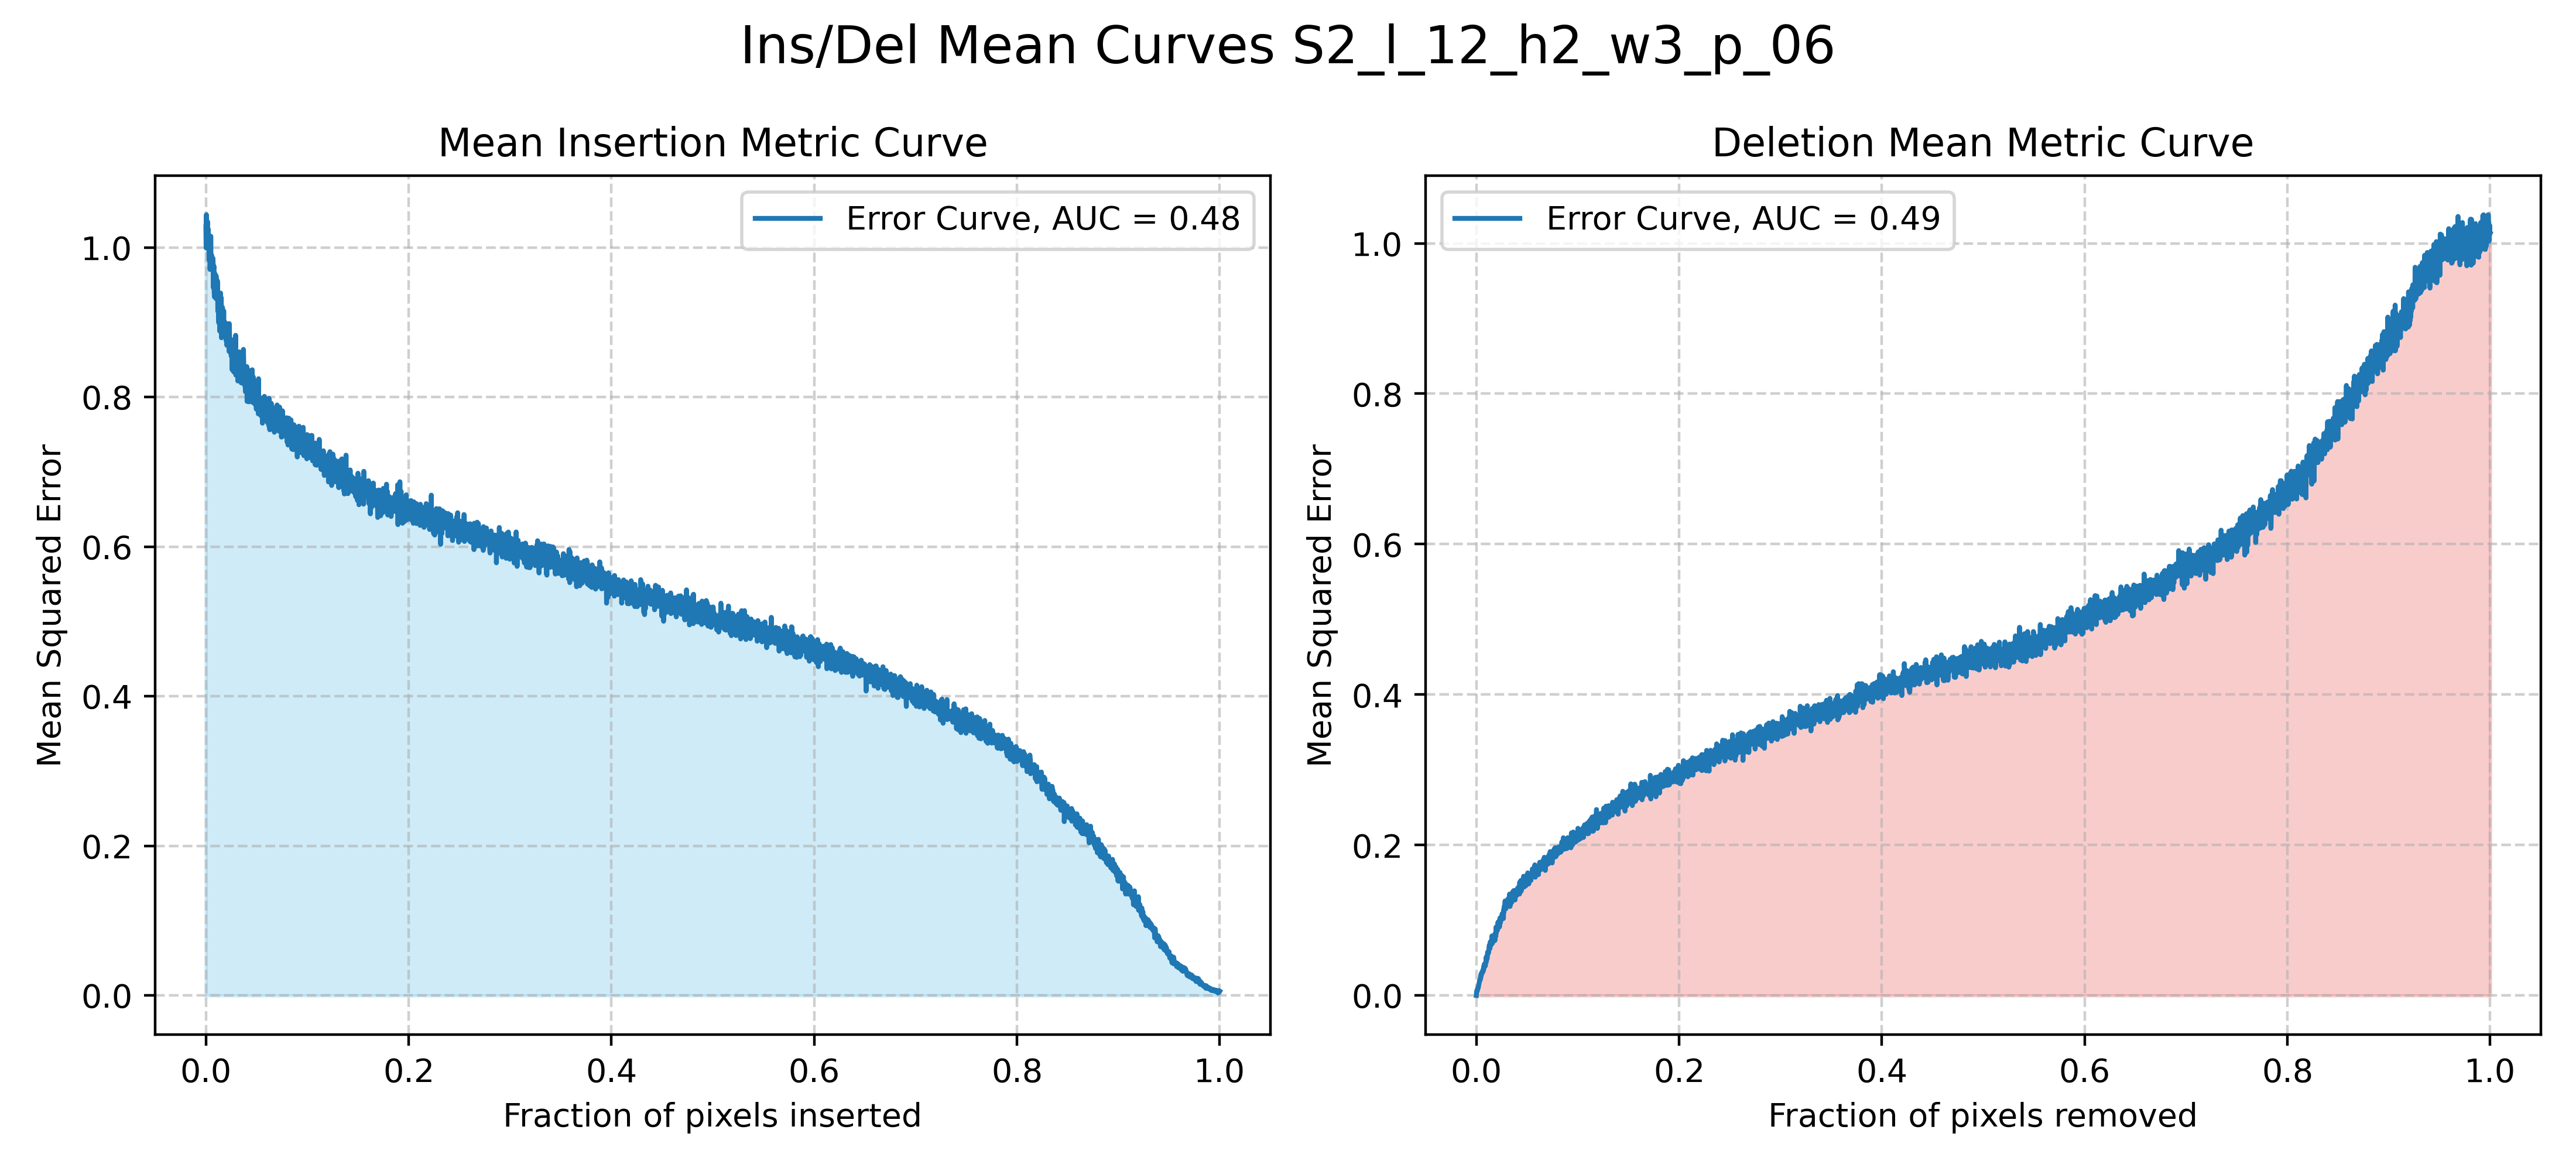 Ins/Del Mean Curves S2_l_12_h2_w3_p_06
Mean Insertion Metric Curve
Error Curve, AUC = 0.48
Mean Squared Error
1.0
0.8
0.6
0.4
0.2
0.0
0.0 0.2 0.4 0.6 0.8 1.0
Fraction of pixels inserted
Deletion Mean Metric Curve
Error Curve, AUC = 0.49
Mean Squared Error
1.0
0.8
0.6
0.4
0.2
0.0
0.0 0.2 0.4 0.6 0.8 1.0
Fraction of pixels removed